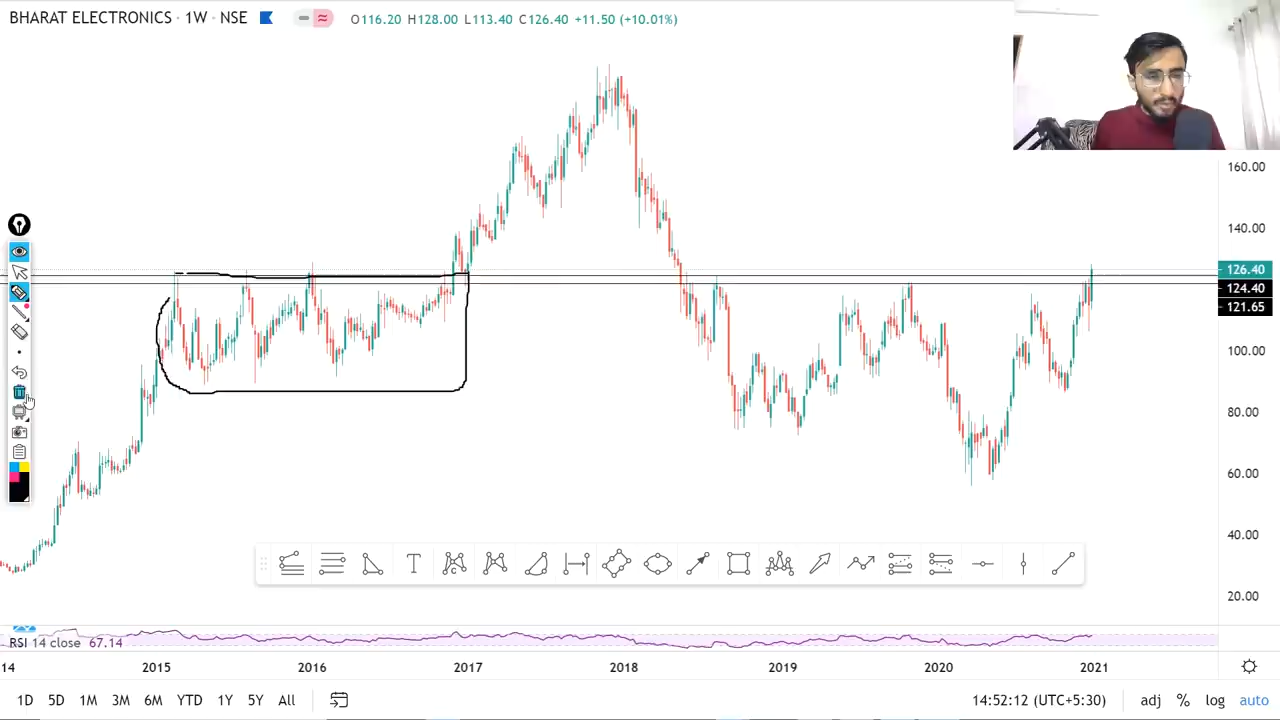 BHARAT ELECTRONICS · 1W · NSE
O116.20 H128.00 L113.40 C126.40 +11.50 (+10.01%)
160.00
140.00
126.40
124.40
121.65
100.00
80.00
60.00
40.00
20.00
T
C
RSI 14 close 67.14
14 2015 2016 2017 2018 2019 2020 2021
1D 5D 1M 3M 6M YTD 1Y 5Y All 14:52:12 (UTC+5:30) adj % log auto